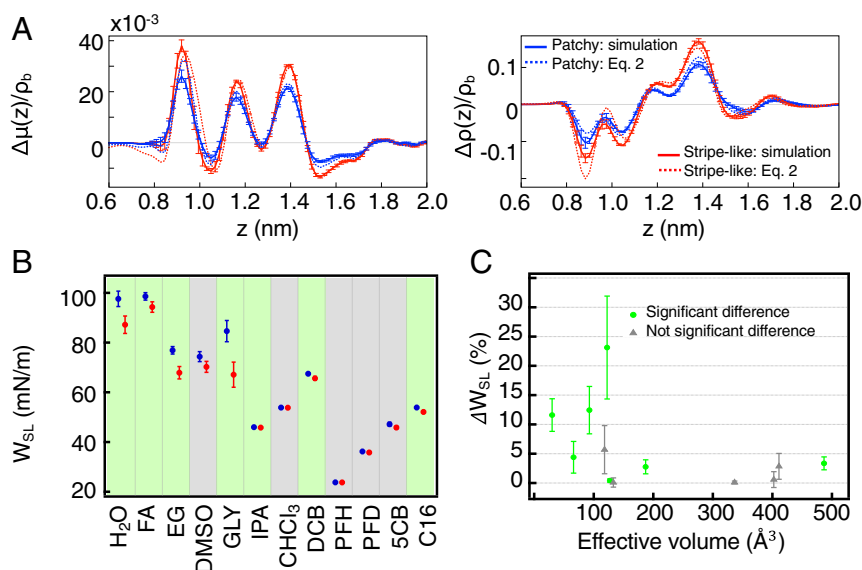 A
x10⁻³
40
20
0
Δμ(z)/ρb
0.6 0.8 1.0 1.2 1.4 1.6 1.8 2.0
z (nm)
0.1
0
-0.1
Δρ(z)/ρb
Patchy: simulation
Patchy: Eq. 2
Stripe-like: simulation
Stripe-like: Eq. 2
0.6 0.8 1.0 1.2 1.4 1.6 1.8 2.0
z (nm)
B
100
80
60
40
20
W_SL (mN/m)
H₂O
FA
EG
DMSO
GLY
IPA
CHCl₃
DCB
PFH
PFD
5CB
C16
C
30
25
20
15
10
5
0
ΔW_SL (%)
Significant difference
Not significant difference
100 200 300 400 500
Effective volume (Å³)